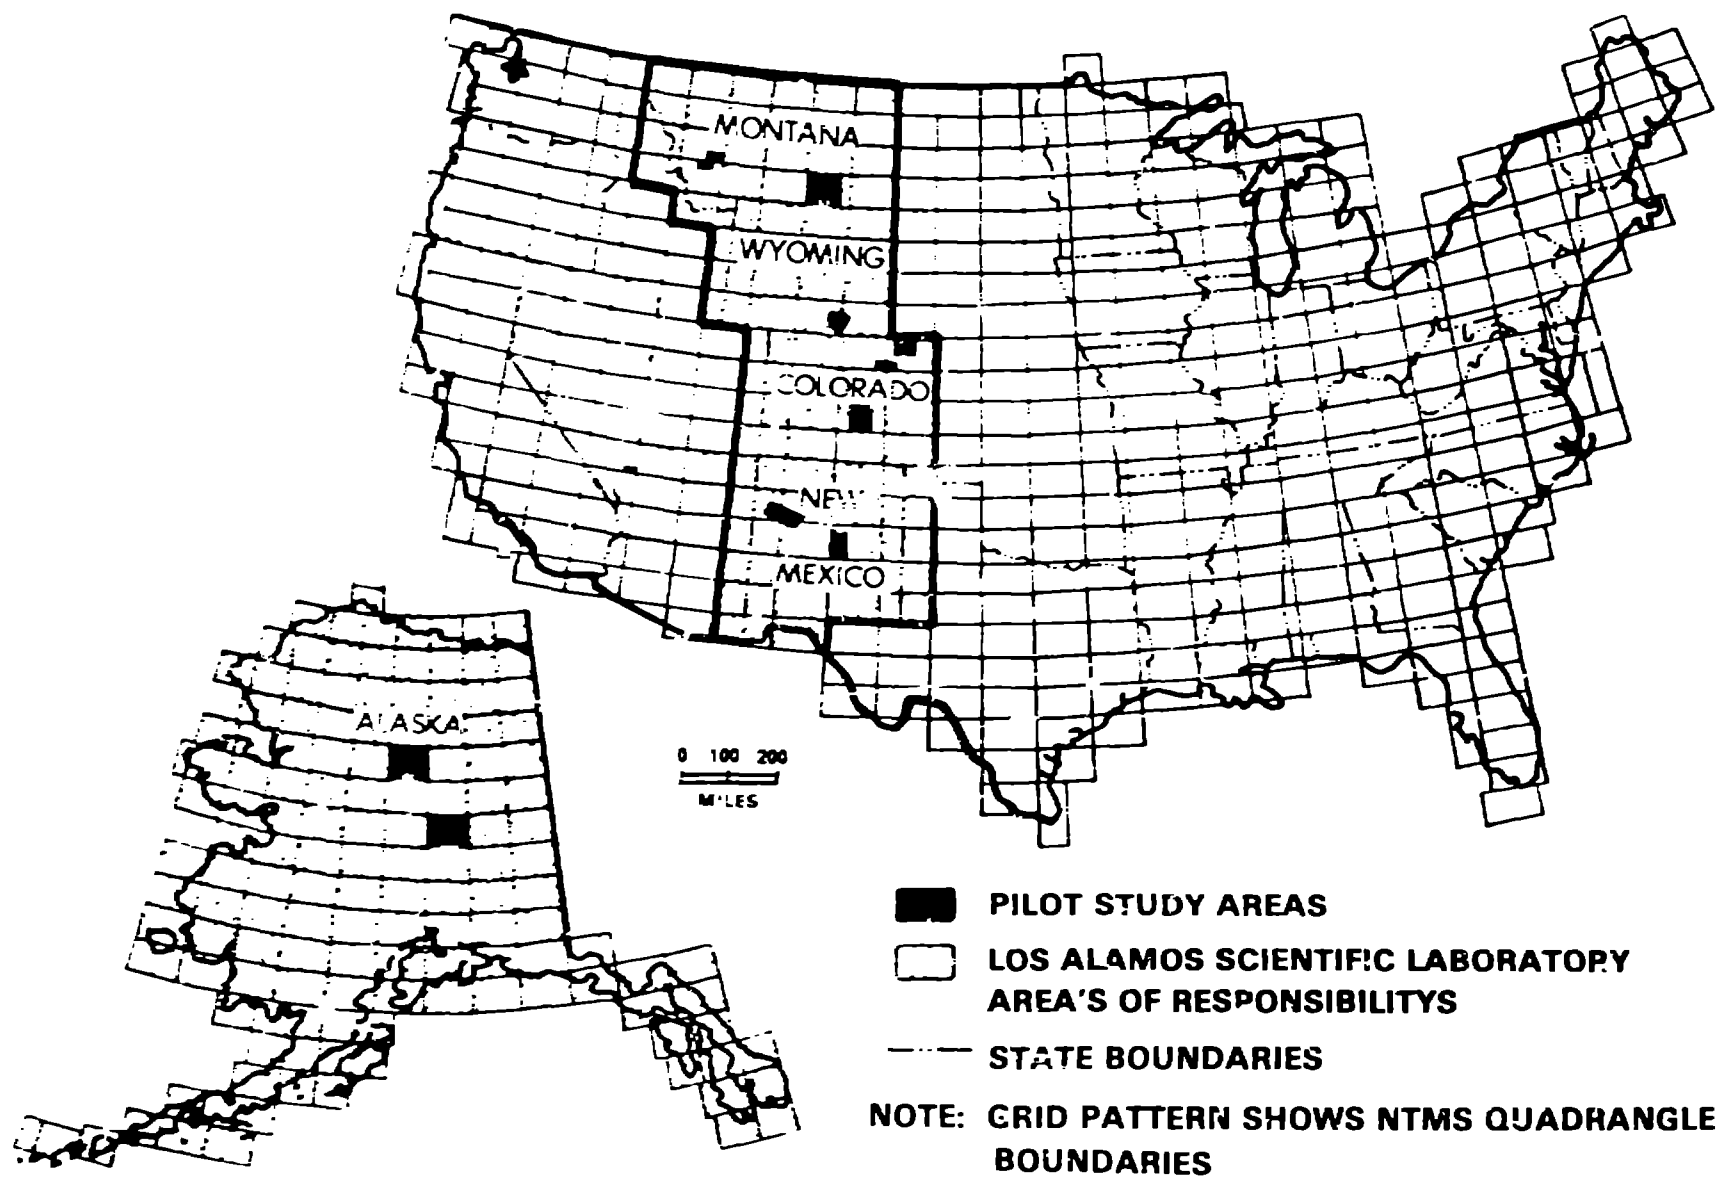 MONTANA
WYOMING
COLORADO
NEW
MEXICO
ALASKA
0 100 200
MILES
PILOT STUDY AREAS
LOS ALAMOS SCIENTIFIC LABORATORY
AREA'S OF RESPONSIBILITYS
STATE BOUNDARIES
NOTE: GRID PATTERN SHOWS NTMS QUADRANGLE
BOUNDARIES